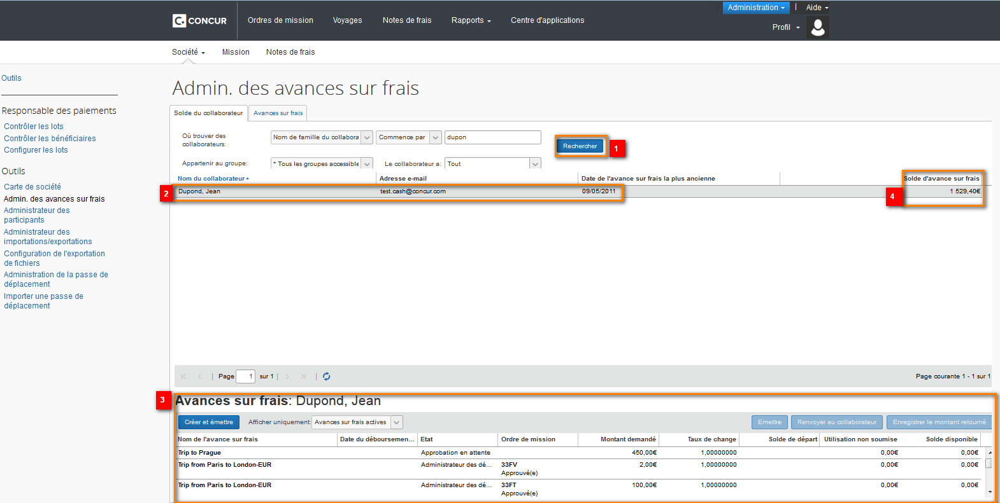 Administration
Aide
CONCUR
Ordres de mission
Voyages
Notes de frais
Rapports
Centre d'applications
Profil
Société
Mission
Notes de frais
Outils
Responsable des paiements
Contrôler les lots
Contrôler les bénéficiaires
Configurer les lots
Outils
Carte de société
Admin. des avances sur frais
Administrateur des
participants
Administrateur des
importations/exportations
Configuration de l'exportation
de fichiers
Administration de la passe de
déplacement
Importer une passe de
déplacement
Admin. des avances sur frais
Solde du collaborateur
Avances sur frais
Où trouver des
collaborateurs:
Nom de famille du collabora
Commence par
dupon
Rechercher
1
Appartenir au groupe:
* Tous les groupes accessible
Le collaborateur a:
Tout
Nom du collaborateur
Adresse e-mail
Date de l'avance sur frais la plus ancienne
Solde d'avance sur frais
2
Dupond, Jean
test.cash@concur.com
09/05/2011
4
1 529,40€
Page
1
sur 1
Page courante 1 - 1 sur 1
3
Avances sur frais: Dupond, Jean
Créer et émettre
Afficher uniquement:
Avances sur frais actives
Emettre
Renvoyer au collaborateur
Enregistrer le montant retourné
Nom de l'avance sur frais
Date du débourseme​n...
Etat
Ordre de mission
Montant demandé
Taux de change
Solde de départ
Utilisation non soumise
Solde disponible
Trip to Prague
Approbation en attente
450,00€
1,00000000
0,00€
0,00€
Trip from Paris to London-EUR
Administrateur des dé...
33FV
Approuvé(e)
2,00€
1,00000000
0,00€
0,00€
Trip from Paris to London-EUR
Administrateur des dé...
33FT
Approuvé(e)
100,00€
1,00000000
0,00€
0,00€